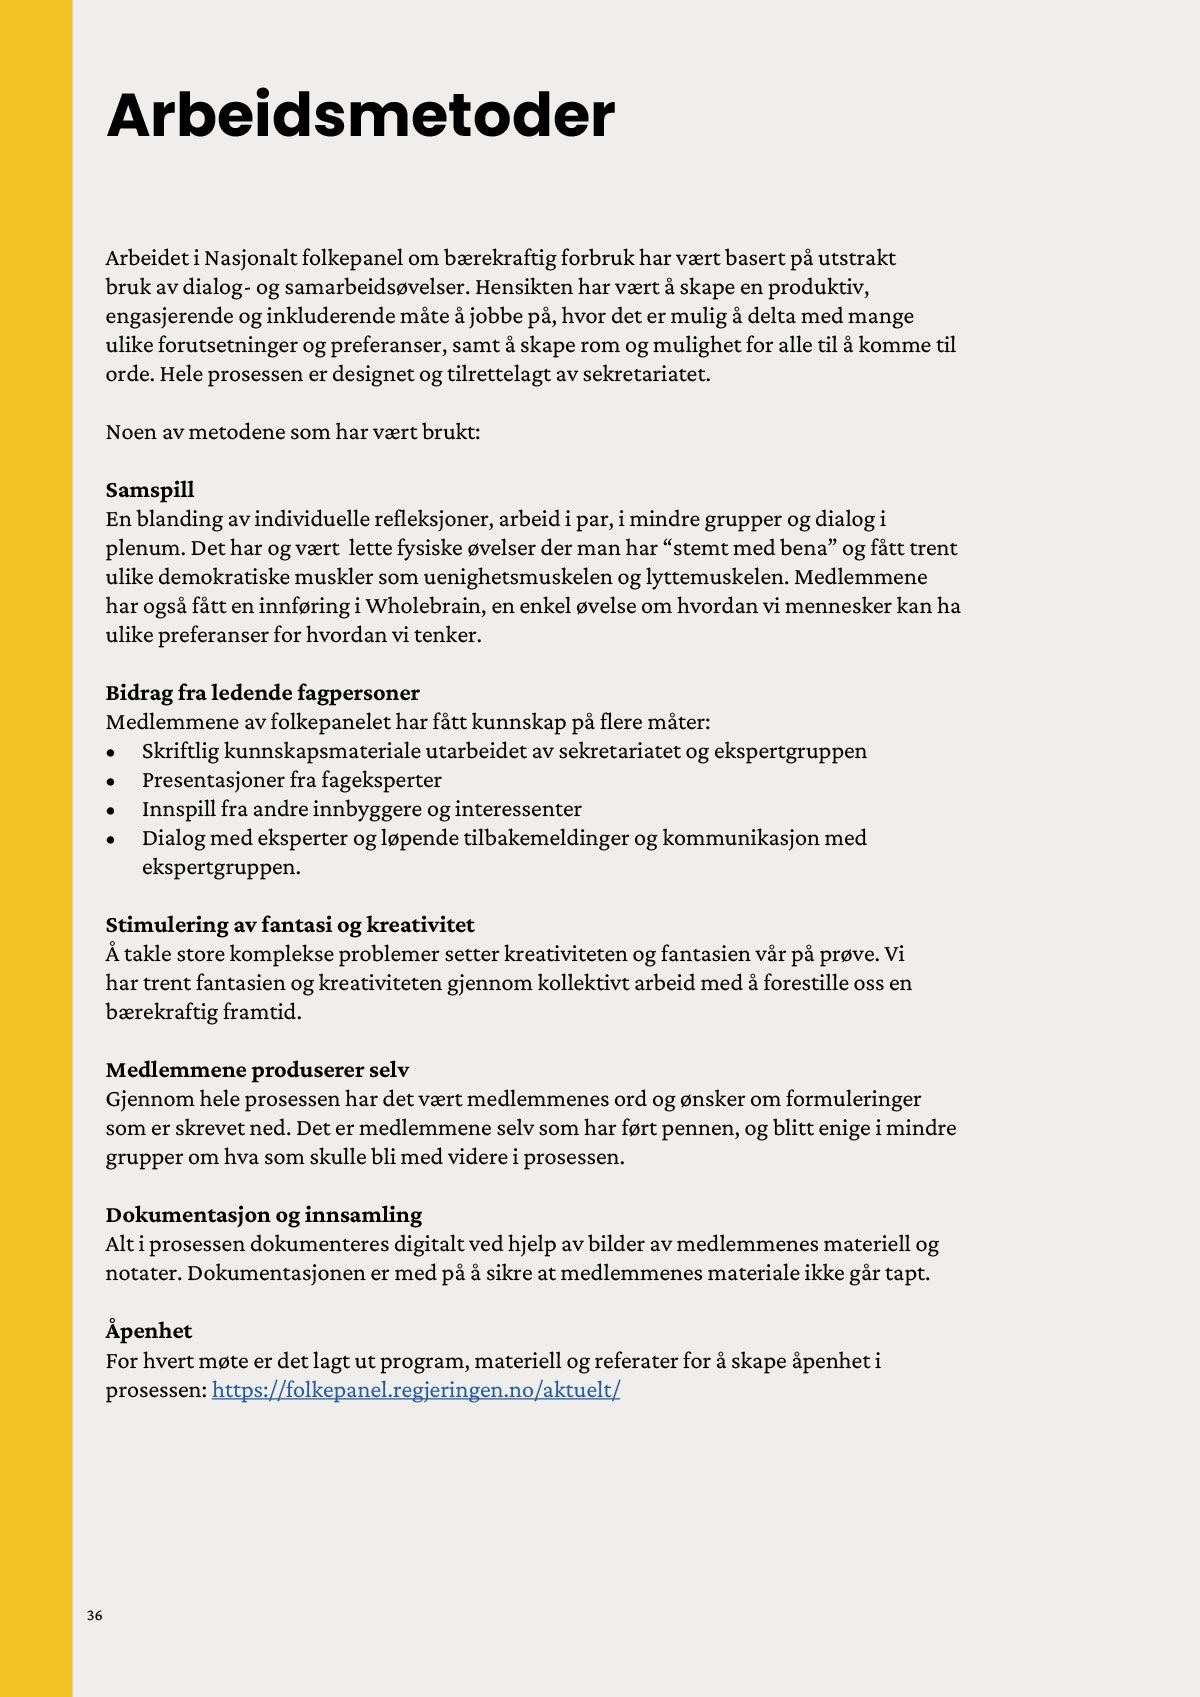 Arbeidsmetoder
Arbeidet i Nasjonalt folkepanel om bærekraftig forbruk har vært basert på utstrakt
bruk av dialog- og samarbeidsøvelser. Hensikten har vært å skape en produktiv,
engasjerende og inkluderende måte å jobbe på, hvor det er mulig å delta med mange
ulike forutsetninger og preferanser, samt å skape rom og mulighet for alle til å komme til
orde. Hele prosessen er designet og tilrettelagt av sekretariatet.
Noen av metodene som har vært brukt:
Samspill
En blanding av individuelle refleksjoner, arbeid i par, i mindre grupper og dialog i
plenum. Det har og vært  lette fysiske øvelser der man har “stemt med bena” og fått trent
ulike demokratiske muskler som uenighetsmuskelen og lyttemuskelen. Medlemmene
har også fått en innføring i Wholebrain, en enkel øvelse om hvordan vi mennesker kan ha
ulike preferanser for hvordan vi tenker.
Bidrag fra ledende fagpersoner
Medlemmene av folkepanelet har fått kunnskap på flere måter:
• Skriftlig kunnskapsmateriale utarbeidet av sekretariatet og ekspertgruppen
• Presentasjoner fra fageksperter
• Innspill fra andre innbyggere og interessenter
• Dialog med eksperter og løpende tilbakemeldinger og kommunikasjon med
ekspertgruppen.
Stimulering av fantasi og kreativitet
Å takle store komplekse problemer setter kreativiteten og fantasien vår på prøve. Vi
har trent fantasien og kreativiteten gjennom kollektivt arbeid med å forestille oss en
bærekraftig framtid.
Medlemmene produserer selv
Gjennom hele prosessen har det vært medlemmenes ord og ønsker om formuleringer
som er skrevet ned. Det er medlemmene selv som har ført pennen, og blitt enige i mindre
grupper om hva som skulle bli med videre i prosessen.
Dokumentasjon og innsamling
Alt i prosessen dokumenteres digitalt ved hjelp av bilder av medlemmenes materiell og
notater. Dokumentasjonen er med på å sikre at medlemmenes materiale ikke går tapt.
Åpenhet
For hvert møte er det lagt ut program, materiell og referater for å skape åpenhet i
prosessen: https://folkepanel.regjeringen.no/aktuelt/
36